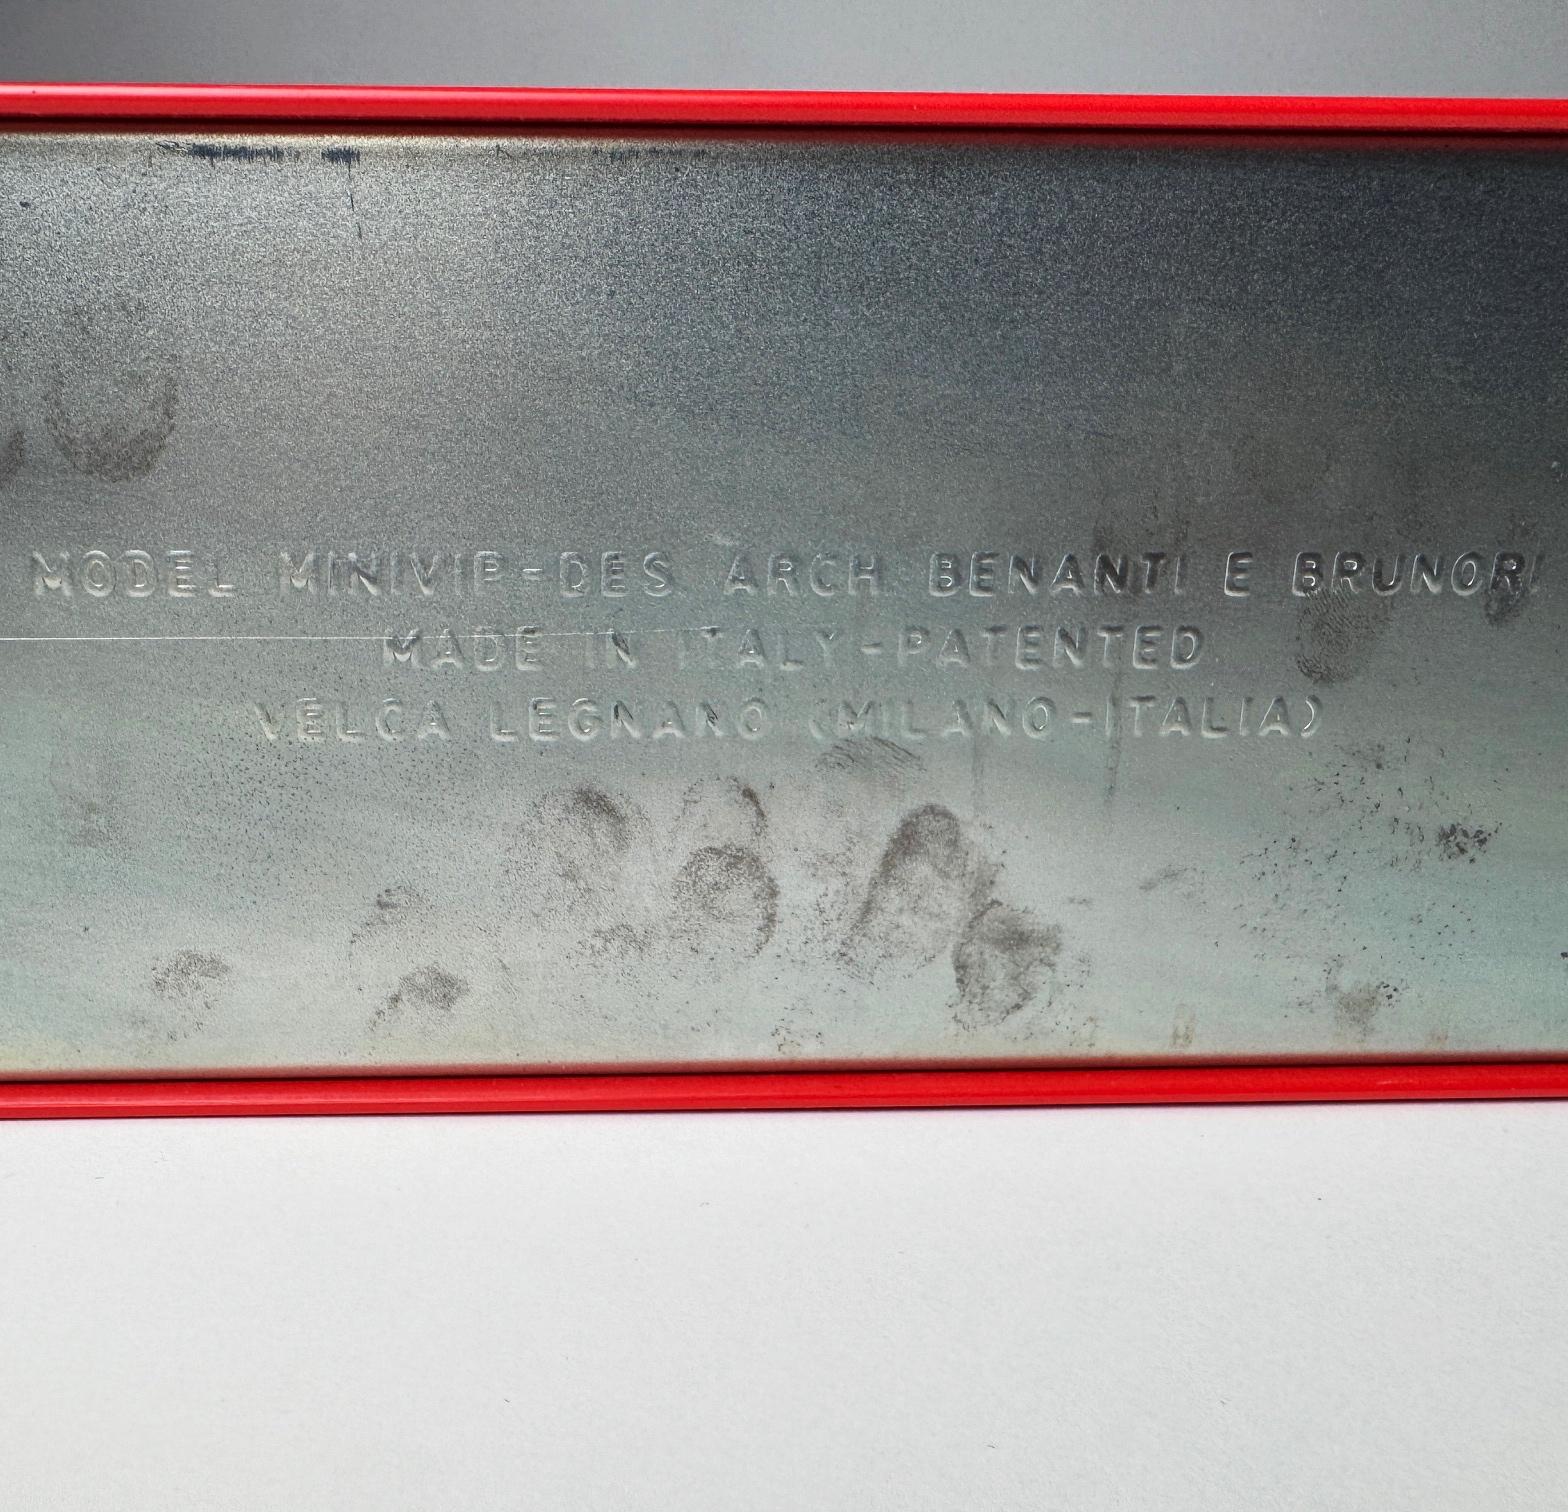 MODEL MINIVIP-DES. ARCH. BENANTI E BRUNORI
MADE IN ITALY-PATENTED
VELCA LEGNANO (MILANO-ITALIA)